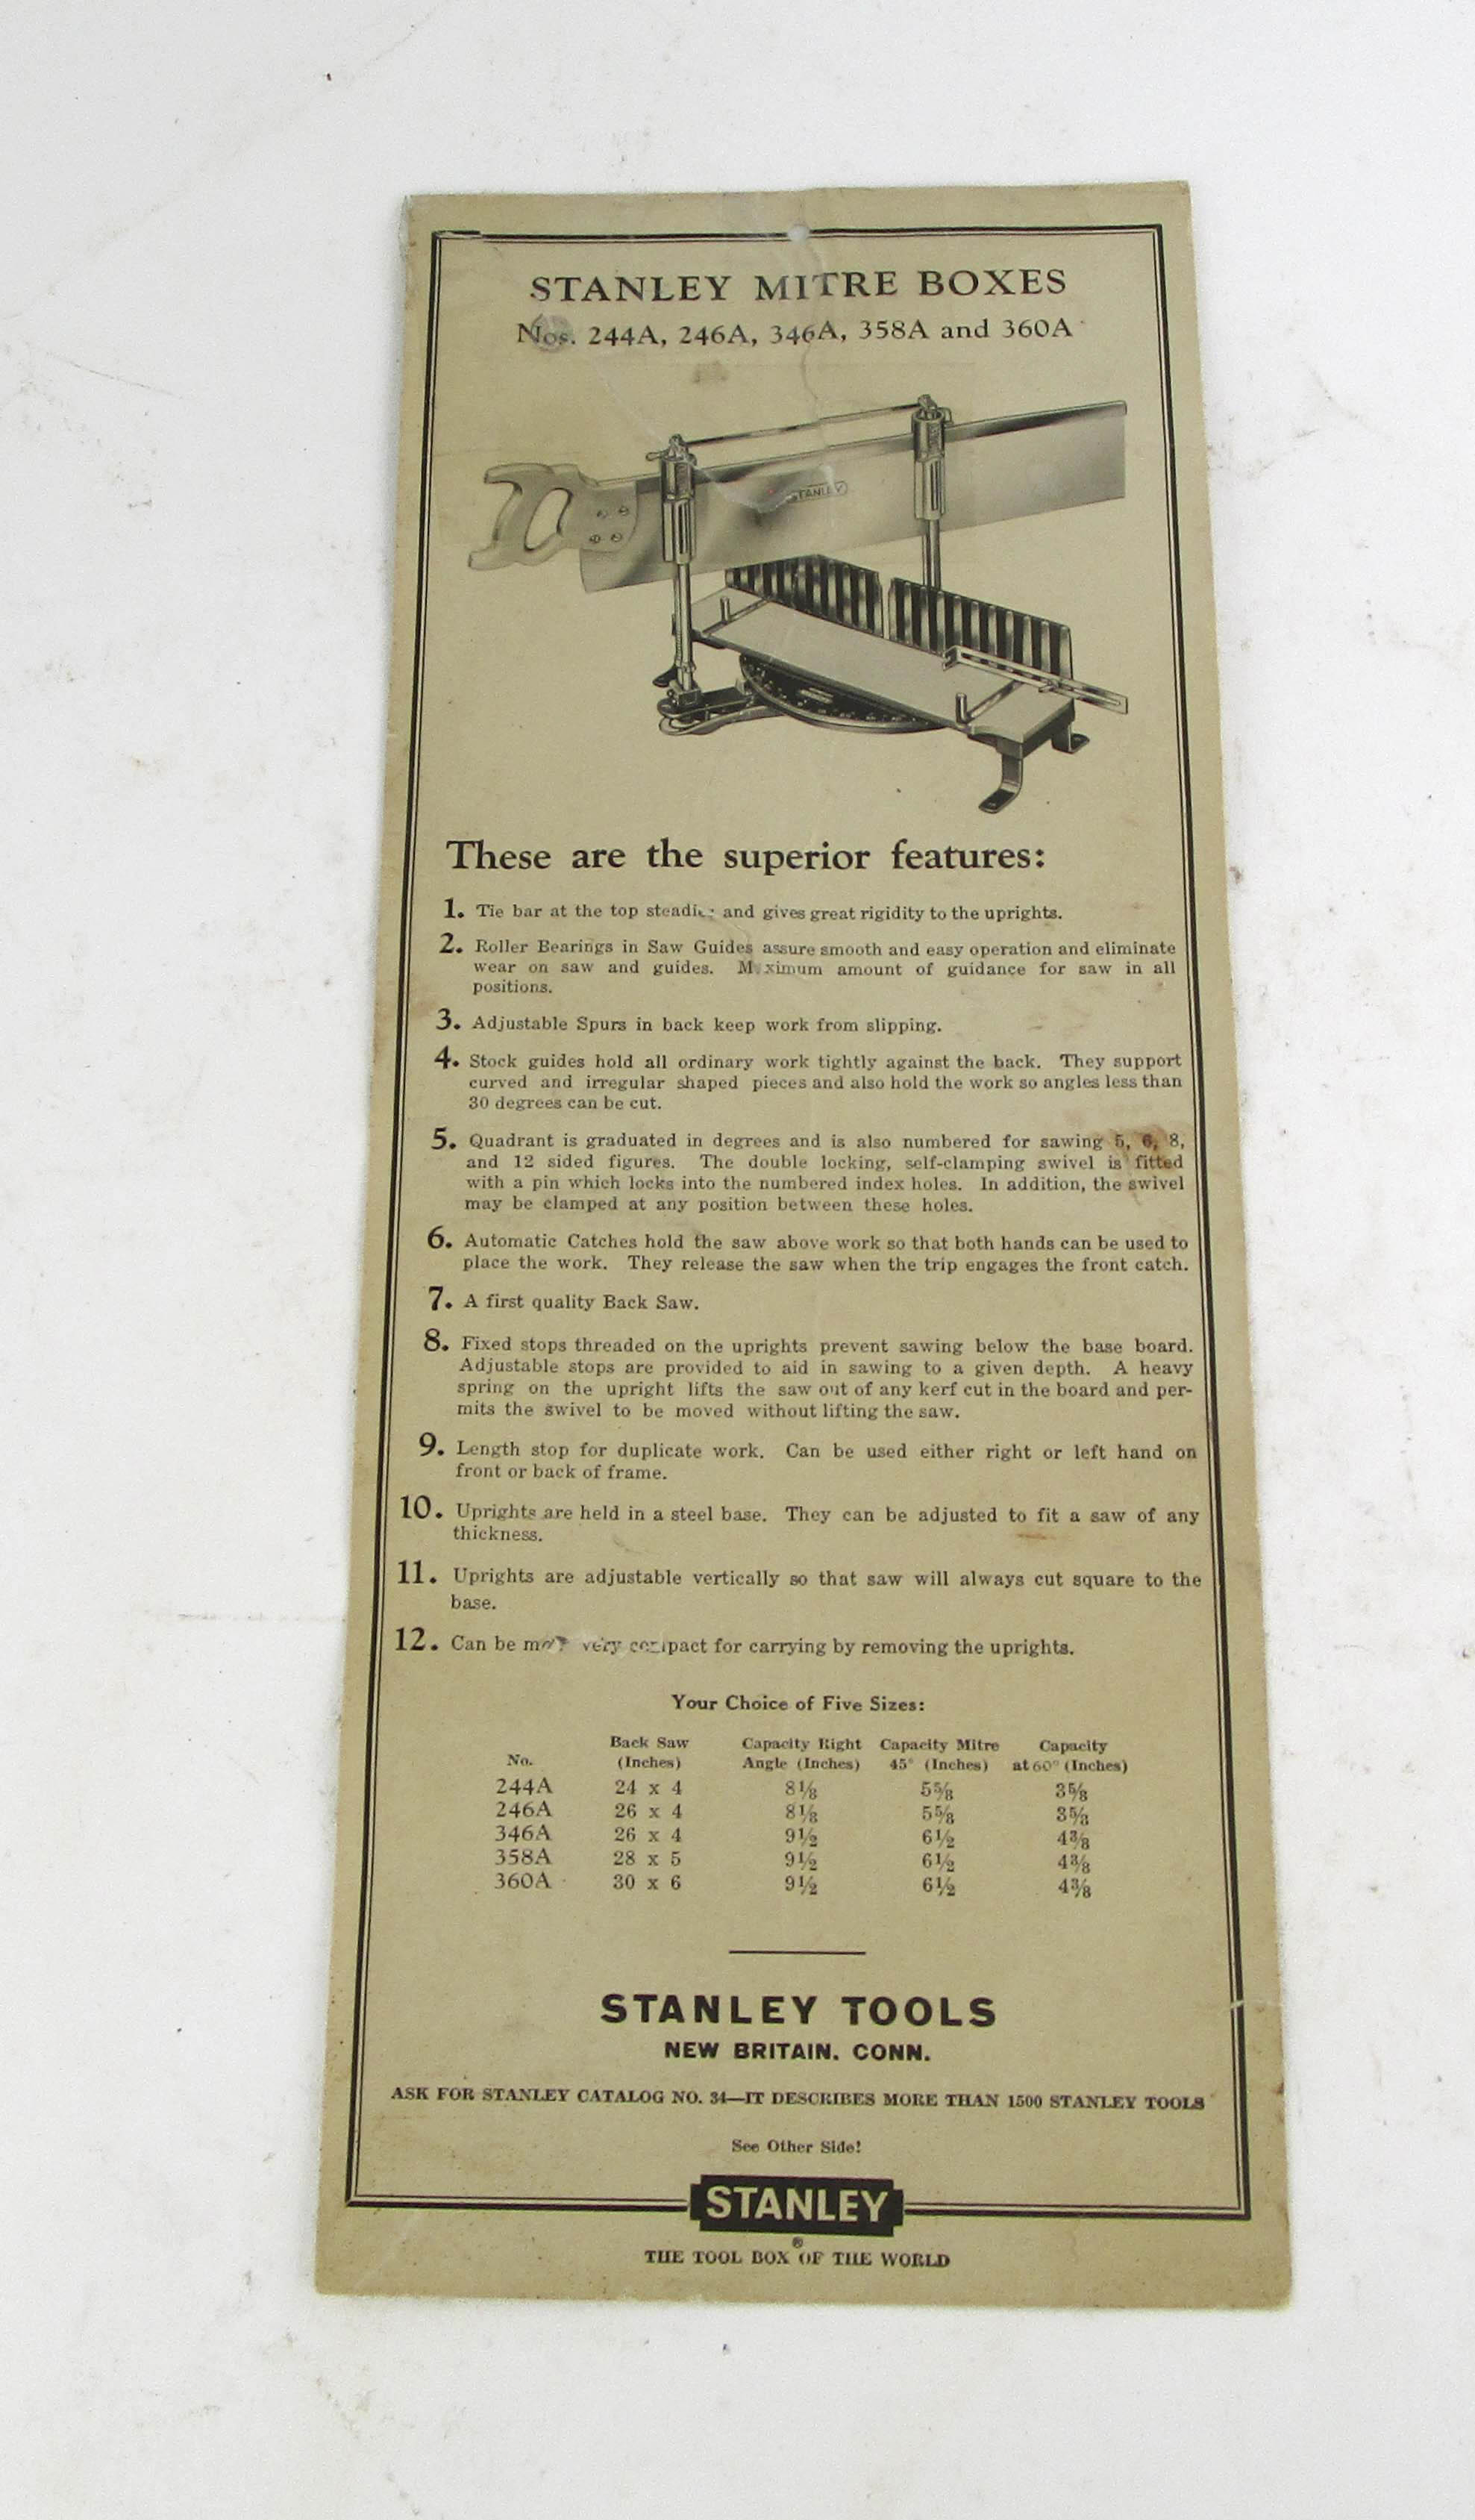 STANLEY MITRE BOXES
Nos. 244A, 246A, 346A, 358A and 360A
STANLEY
These are the superior features:
1. Tie bar at the top and gives great rigidity to the uprights.
2. Roller Bearings in Saw Guides assure smooth and easy operation and eliminate
wear on saw and guides. Maximum amount of guidance for saw in all
positions.
3. Adjustable Spurs in back keep work from slipping.
4. Stock guides hold all ordinary work tightly against the back. They support
curved and irregular shaped pieces and also hold the work so angles less than
30 degrees can be cut.
5. Quadrant is graduated in degrees and is also numbered for sawing 5, 6, 8,
and 12 sided figures. The double locking, self-clamping swivel is fitted
with a pin which locks into the numbered index holes. In addition, the swivel
may be clamped at any position between these holes.
6. Automatic Catches hold the saw above work so that both hands can be used to
place the work. They release the saw when the trip engages the front catch.
7. A first quality Back Saw.
8. Fixed stops threaded on the uprights prevent sawing below the base board.
Adjustable stops are provided to aid in sawing to a given depth. A heavy
spring on the upright lifts the saw out of any kerf cut in the board and per-
mits the swivel to be moved without lifting the saw.
9. Length stop for duplicate work. Can be used either right or left hand on
front or back of frame.
10. Uprights are held in a steel base. They can be adjusted to fit a saw of any
thickness.
11. Uprights are adjustable vertically so that saw will always cut square to the
base.
12. Can be very compact for carrying by removing the uprights.
Your Choice of Five Sizes:
Back Saw Capacity Right Capacity Mitre Capacity
No. (Inches) Angle (Inches) 45° (Inches) at 60° (Inches)
244A 24 x 4 8⅛ 5⅝ 3⅝
246A 26 x 4 8⅛ 5⅝ 3⅝
346A 26 x 4 9½ 6½ 4⅜
358A 28 x 5 9½ 6½ 4⅜
360A 30 x 6 9½ 6½ 4⅜
STANLEY TOOLS
NEW BRITAIN. CONN.
ASK FOR STANLEY CATALOG NO. 34—IT DESCRIBES MORE THAN 1500 STANLEY TOOLS
See Other Side!
STANLEY
®
THE TOOL BOX OF THE WORLD